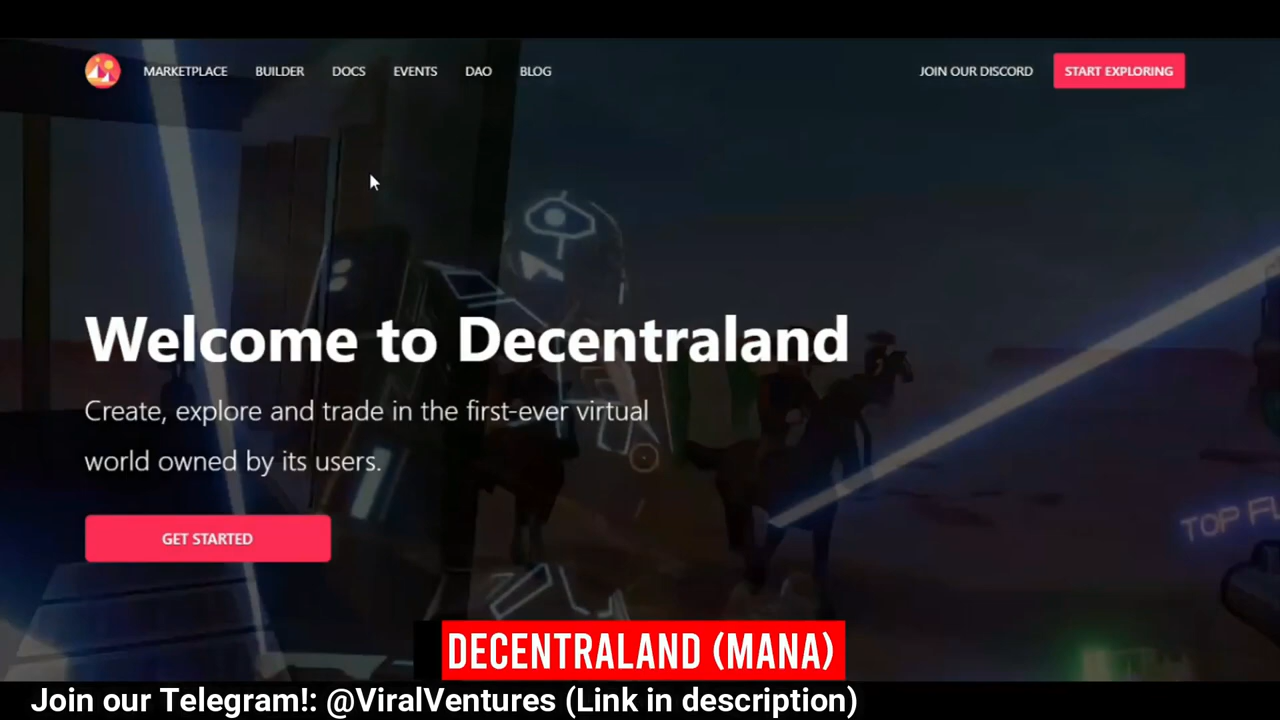 MARKETPLACE BUILDER DOCS EVENTS DAO BLOG JOIN OUR DISCORD START EXPLORING
Welcome to Decentraland
Create, explore and trade in the first-ever virtual
world owned by its users.
TOP FL
GET STARTED
DECENTRALAND (MANA)
Join our Telegram!: @ViralVentures (Link in description)